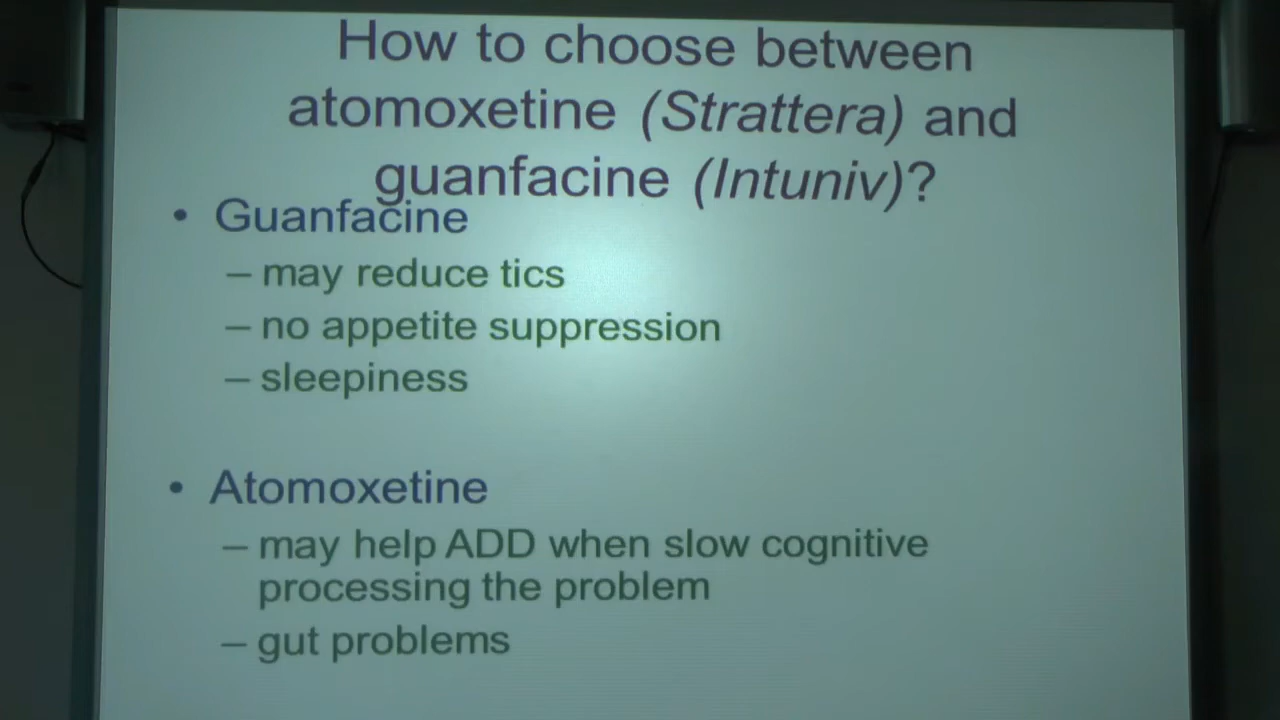 How to choose between
atomoxetine (Strattera) and
guanfacine (Intuniv)?
• Guanfacine
– may reduce tics
– no appetite suppression
– sleepiness
• Atomoxetine
– may help ADD when slow cognitive
processing the problem
– gut problems